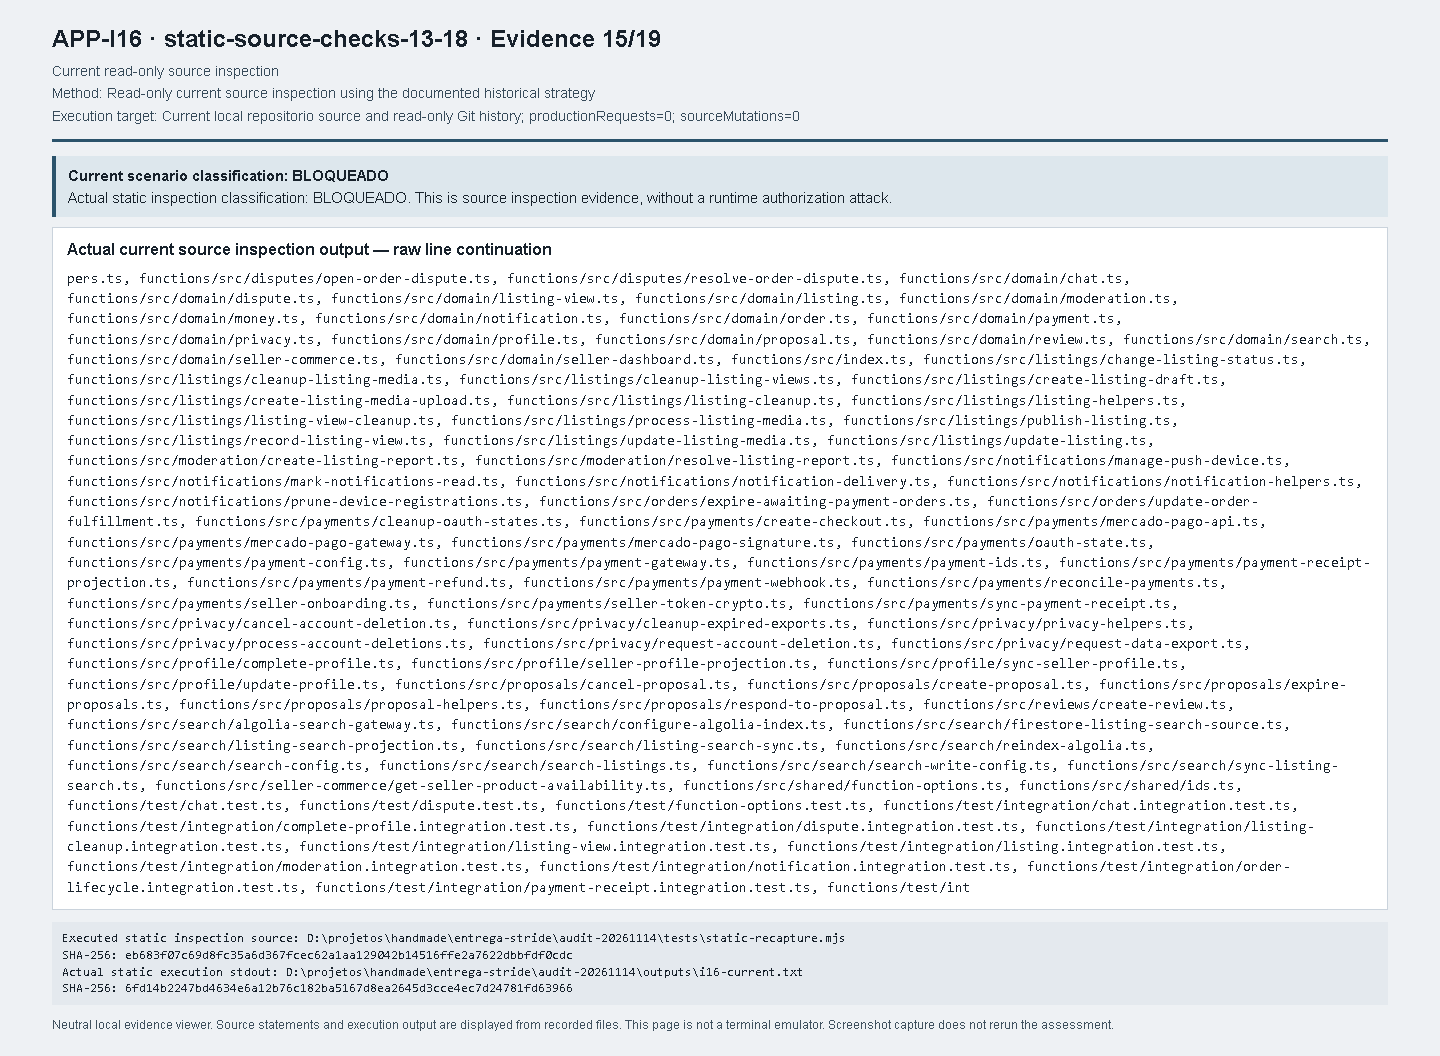 APP-I16 · static-source-checks-13-18 · Evidence 15/19
Current read-only source inspection
Method: Read-only current source inspection using the documented historical strategy
Execution target: Current local repositorio source and read-only Git history; productionRequests=0; sourceMutations=0
Current scenario classification: BLOQUEADO
Actual static inspection classification: BLOQUEADO. This is source inspection evidence, without a runtime authorization attack.
Actual current source inspection output — raw line continuation
pers.ts, functions/src/disputes/open-order-dispute.ts, functions/src/disputes/resolve-order-dispute.ts, functions/src/domain/chat.ts,
functions/src/domain/dispute.ts, functions/src/domain/listing-view.ts, functions/src/domain/listing.ts, functions/src/domain/moderation.ts,
functions/src/domain/money.ts, functions/src/domain/notification.ts, functions/src/domain/order.ts, functions/src/domain/payment.ts,
functions/src/domain/privacy.ts, functions/src/domain/profile.ts, functions/src/domain/proposal.ts, functions/src/domain/review.ts, functions/src/domain/search.ts,
functions/src/domain/seller-commerce.ts, functions/src/domain/seller-dashboard.ts, functions/src/index.ts, functions/src/listings/change-listing-status.ts,
functions/src/listings/cleanup-listing-media.ts, functions/src/listings/cleanup-listing-views.ts, functions/src/listings/create-listing-draft.ts,
functions/src/listings/create-listing-media-upload.ts, functions/src/listings/listing-cleanup.ts, functions/src/listings/listing-helpers.ts,
functions/src/listings/listing-view-cleanup.ts, functions/src/listings/process-listing-media.ts, functions/src/listings/publish-listing.ts,
functions/src/listings/record-listing-view.ts, functions/src/listings/update-listing-media.ts, functions/src/listings/update-listing.ts,
functions/src/moderation/create-listing-report.ts, functions/src/moderation/resolve-listing-report.ts, functions/src/notifications/manage-push-device.ts,
functions/src/notifications/mark-notifications-read.ts, functions/src/notifications/notification-delivery.ts, functions/src/notifications/notification-helpers.ts,
functions/src/notifications/prune-device-registrations.ts, functions/src/orders/expire-awaiting-payment-orders.ts, functions/src/orders/update-order-
fulfillment.ts, functions/src/payments/cleanup-oauth-states.ts, functions/src/payments/create-checkout.ts, functions/src/payments/mercado-pago-api.ts,
functions/src/payments/mercado-pago-gateway.ts, functions/src/payments/mercado-pago-signature.ts, functions/src/payments/oauth-state.ts,
functions/src/payments/payment-config.ts, functions/src/payments/payment-gateway.ts, functions/src/payments/payment-ids.ts, functions/src/payments/payment-receipt-
projection.ts, functions/src/payments/payment-refund.ts, functions/src/payments/payment-webhook.ts, functions/src/payments/reconcile-payments.ts,
functions/src/payments/seller-onboarding.ts, functions/src/payments/seller-token-crypto.ts, functions/src/payments/sync-payment-receipt.ts,
functions/src/privacy/cancel-account-deletion.ts, functions/src/privacy/cleanup-expired-exports.ts, functions/src/privacy/privacy-helpers.ts,
functions/src/privacy/process-account-deletions.ts, functions/src/privacy/request-account-deletion.ts, functions/src/privacy/request-data-export.ts,
functions/src/profile/complete-profile.ts, functions/src/profile/seller-profile-projection.ts, functions/src/profile/sync-seller-profile.ts,
functions/src/profile/update-profile.ts, functions/src/proposals/cancel-proposal.ts, functions/src/proposals/create-proposal.ts, functions/src/proposals/expire-
proposals.ts, functions/src/proposals/proposal-helpers.ts, functions/src/proposals/respond-to-proposal.ts, functions/src/reviews/create-review.ts,
functions/src/search/algolia-search-gateway.ts, functions/src/search/configure-algolia-index.ts, functions/src/search/firestore-listing-search-source.ts,
functions/src/search/listing-search-projection.ts, functions/src/search/listing-search-sync.ts, functions/src/search/reindex-algolia.ts,
functions/src/search/search-config.ts, functions/src/search/search-listings.ts, functions/src/search/search-write-config.ts, functions/src/search/sync-listing-
search.ts, functions/src/seller-commerce/get-seller-product-availability.ts, functions/src/shared/function-options.ts, functions/src/shared/ids.ts,
functions/test/chat.test.ts, functions/test/dispute.test.ts, functions/test/function-options.test.ts, functions/test/integration/chat.integration.test.ts,
functions/test/integration/complete-profile.integration.test.ts, functions/test/integration/dispute.integration.test.ts, functions/test/integration/listing-
cleanup.integration.test.ts, functions/test/integration/listing-view.integration.test.ts, functions/test/integration/listing.integration.test.ts,
functions/test/integration/moderation.integration.test.ts, functions/test/integration/notification.integration.test.ts, functions/test/integration/order-
lifecycle.integration.test.ts, functions/test/integration/payment-receipt.integration.test.ts, functions/test/int
Executed static inspection source: D:\projetos\handmade\entrega-stride\audit-20261114\tests\static-recapture.mjs
SHA-256: eb683f07c69d8fc35a6d367fcec62a1aa129042b14516ffe2a7622dbbfdf0cdc
Actual static execution stdout: D:\projetos\handmade\entrega-stride\audit-20261114\outputs\i16-current.txt
SHA-256: 6fd14b2247bd4634e6a12b76c182ba5167d8ea2645d3cce4ec7d24781fd63966
Neutral local evidence viewer. Source statements and execution output are displayed from recorded files. This page is not a terminal emulator. Screenshot capture does not rerun the assessment.